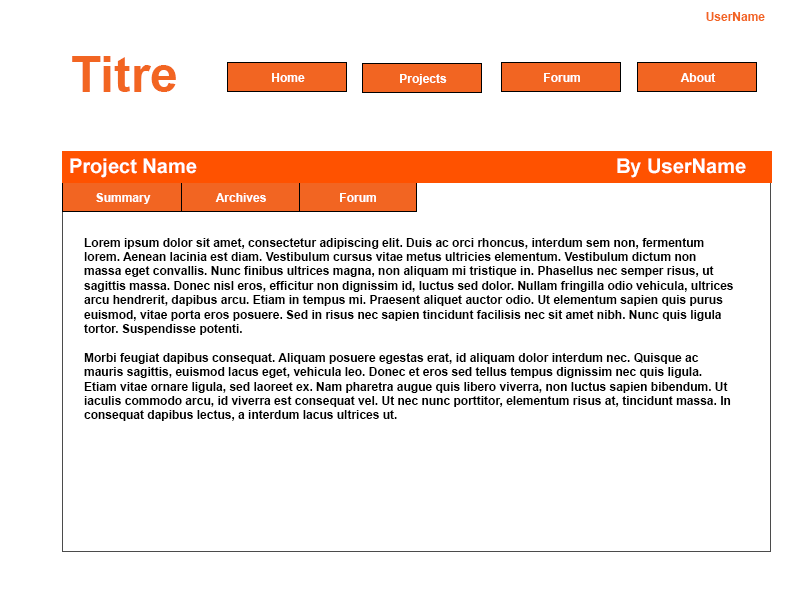 UserName
Titre
Home Projects Forum About
Project Name By UserName
Summary Archives Forum
Lorem ipsum dolor sit amet, consectetur adipiscing elit. Duis ac orci rhoncus, interdum sem non, fermentum
lorem. Aenean lacinia est diam. Vestibulum cursus vitae metus ultricies elementum. Vestibulum dictum non
massa eget convallis. Nunc finibus ultrices magna, non aliquam mi tristique in. Phasellus nec semper risus, ut
sagittis massa. Donec nisl eros, efficitur non dignissim id, luctus sed dolor. Nullam fringilla odio vehicula, ultrices
arcu hendrerit, dapibus arcu. Etiam in tempus mi. Praesent aliquet auctor odio. Ut elementum sapien quis purus
euismod, vitae porta eros posuere. Sed in risus nec sapien tincidunt facilisis nec sit amet nibh. Nunc quis ligula
tortor. Suspendisse potenti.
Morbi feugiat dapibus consequat. Aliquam posuere egestas erat, id aliquam dolor interdum nec. Quisque ac
mauris sagittis, euismod lacus eget, vehicula leo. Donec et eros sed tellus tempus dignissim nec quis ligula.
Etiam vitae ornare ligula, sed laoreet ex. Nam pharetra augue quis libero viverra, non luctus sapien bibendum. Ut
iaculis commodo arcu, id viverra est consequat vel. Ut nec nunc porttitor, elementum risus at, tincidunt massa. In
consequat dapibus lectus, a interdum lacus ultrices ut.